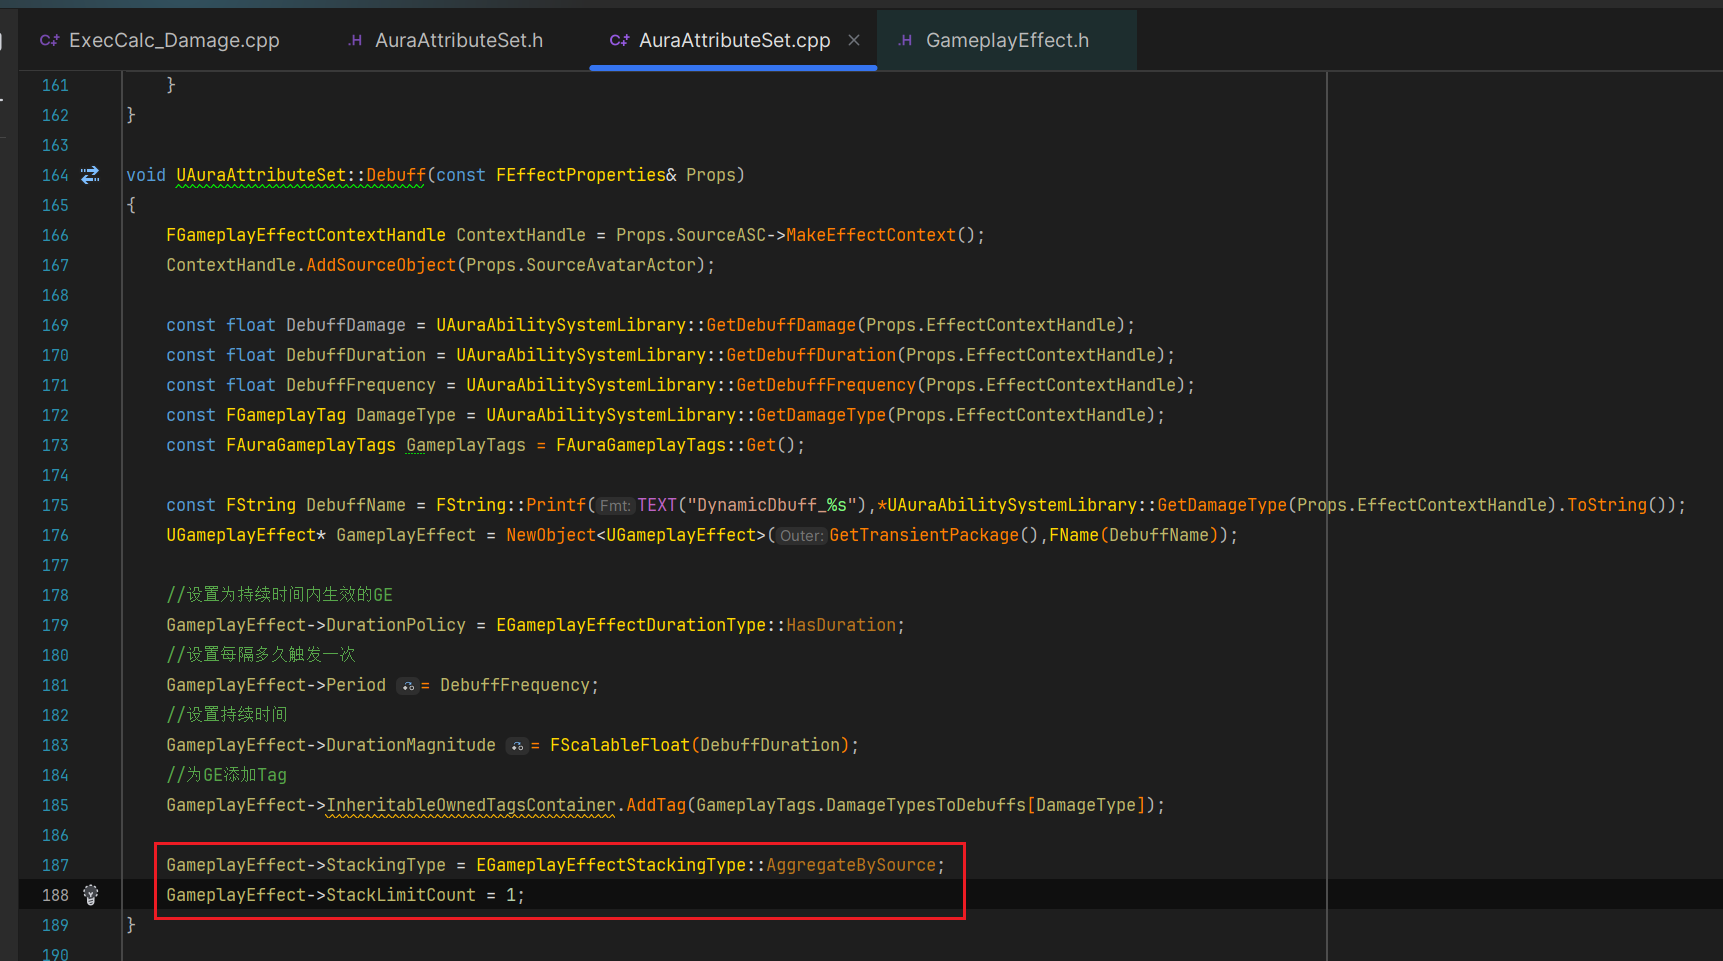 C++ ExecCalc_Damage.cpp .H AuraAttributeSet.h C++ AuraAttributeSet.cpp × .H GameplayEffect.h
161 }
162 }
163
164 void UAuraAttributeSet::Debuff(const FEffectProperties& Props)
165 {
166 FGameplayEffectContextHandle ContextHandle = Props.SourceASC->MakeEffectContext();
167 ContextHandle.AddSourceObject(Props.SourceAvatarActor);
168
169 const float DebuffDamage = UAuraAbilitySystemLibrary::GetDebuffDamage(Props.EffectContextHandle);
170 const float DebuffDuration = UAuraAbilitySystemLibrary::GetDebuffDuration(Props.EffectContextHandle);
171 const float DebuffFrequency = UAuraAbilitySystemLibrary::GetDebuffFrequency(Props.EffectContextHandle);
172 const FGameplayTag DamageType = UAuraAbilitySystemLibrary::GetDamageType(Props.EffectContextHandle);
173 const FAuraGameplayTags GameplayTags = FAuraGameplayTags::Get();
174
175 const FString DebuffName = FString::Printf( Fmt: TEXT("DynamicDbuff_%s"),*UAuraAbilitySystemLibrary::GetDamageType(Props.EffectContextHandle).ToString());
176 UGameplayEffect* GameplayEffect = NewObject<UGameplayEffect>( Outer: GetTransientPackage(),FName(DebuffName));
177
178 //设置为持续时间内生效的GE
179 GameplayEffect->DurationPolicy = EGameplayEffectDurationType::HasDuration;
180 //设置每隔多久触发一次
181 GameplayEffect->Period = DebuffFrequency;
182 //设置持续时间
183 GameplayEffect->DurationMagnitude = FScalableFloat(DebuffDuration);
184 //为GE添加Tag
185 GameplayEffect->InheritableOwnedTagsContainer.AddTag(GameplayTags.DamageTypesToDebuffs[DamageType]);
186
187 GameplayEffect->StackingType = EGameplayEffectStackingType::AggregateBySource;
188 GameplayEffect->StackLimitCount = 1;
189 }
190